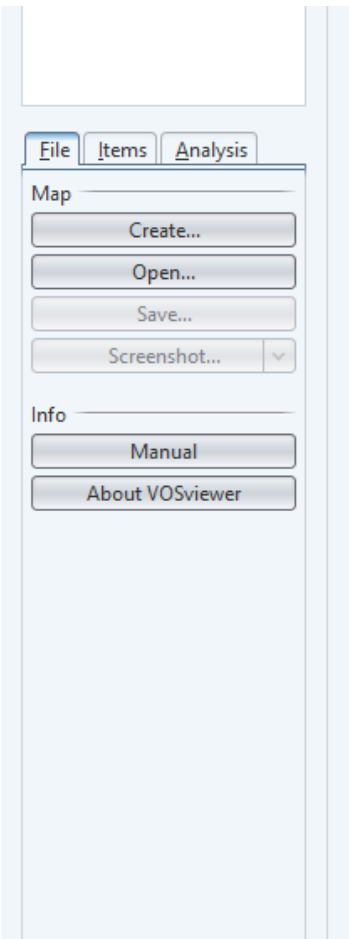 File Items Analysis
Map
Create...
Open...
Save...
Screenshot...
Info
Manual
About VOSviewer